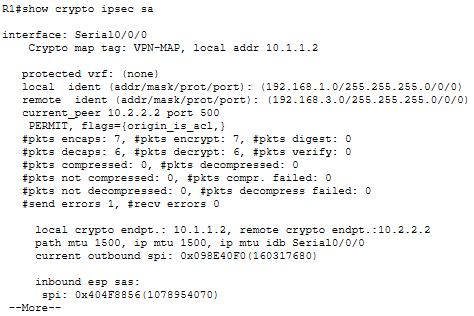 R1#show crypto ipsec sa
interface: Serial0/0/0
Crypto map tag: VPN-MAP, local addr 10.1.1.2
protected vrf: (none)
local  ident (addr/mask/prot/port): (192.168.1.0/255.255.255.0/0/0)
remote  ident (addr/mask/prot/port): (192.168.3.0/255.255.255.0/0/0)
current_peer 10.2.2.2 port 500
PERMIT, flags={origin_is_acl,}
#pkts encaps: 7, #pkts encrypt: 7, #pkts digest: 0
#pkts decaps: 6, #pkts decrypt: 6, #pkts verify: 0
#pkts compressed: 0, #pkts decompressed: 0
#pkts not compressed: 0, #pkts compr. failed: 0
#pkts not decompressed: 0, #pkts decompress failed: 0
#send errors 1, #recv errors 0
local crypto endpt.: 10.1.1.2, remote crypto endpt.:10.2.2.2
path mtu 1500, ip mtu 1500, ip mtu idb Serial0/0/0
current outbound spi: 0x098E40F0(160317680)
inbound esp sas:
spi: 0x404F8856(1078954070)
--More--